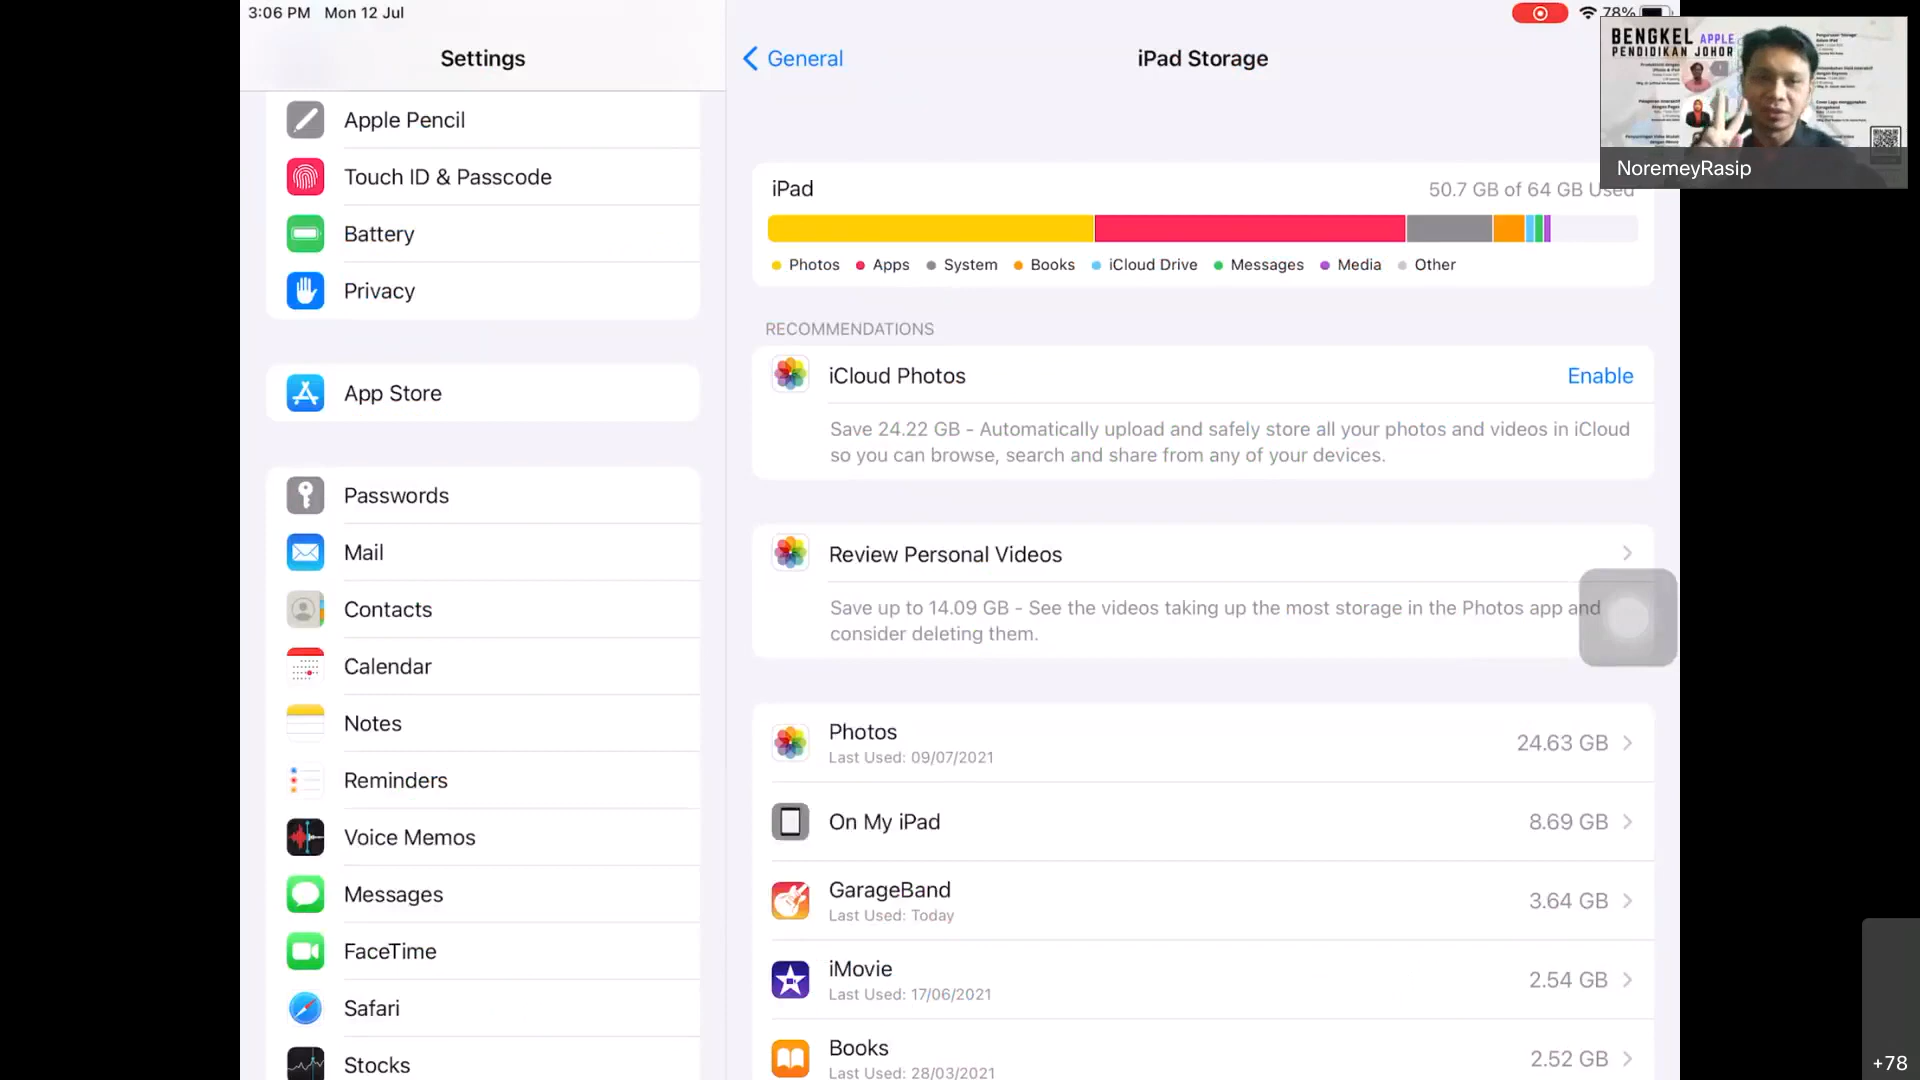 3:06 PM Mon 12 Jul
78%
Settings
Apple Pencil
Touch ID & Passcode
Battery
Privacy
App Store
Passwords
Mail
Contacts
Calendar
Notes
Reminders
Voice Memos
Messages
FaceTime
Safari
Stocks
General
iPad Storage
iPad
50.7 GB of 64 GB Used
Photos
Apps
System
Books
iCloud Drive
Messages
Media
Other
RECOMMENDATIONS
iCloud Photos
Enable
Save 24.22 GB - Automatically upload and safely store all your photos and videos in iCloud
so you can browse, search and share from any of your devices.
Review Personal Videos
Save up to 14.09 GB - See the videos taking up the most storage in the Photos app and
consider deleting them.
Photos
Last Used: 09/07/2021
24.63 GB
On My iPad
8.69 GB
GarageBand
Last Used: Today
3.64 GB
iMovie
Last Used: 17/06/2021
2.54 GB
Books
Last Used: 28/03/2021
2.52 GB
BENGKEL APPLE
PENDIDIKAN JOHOR
NoremeyRasip
+78